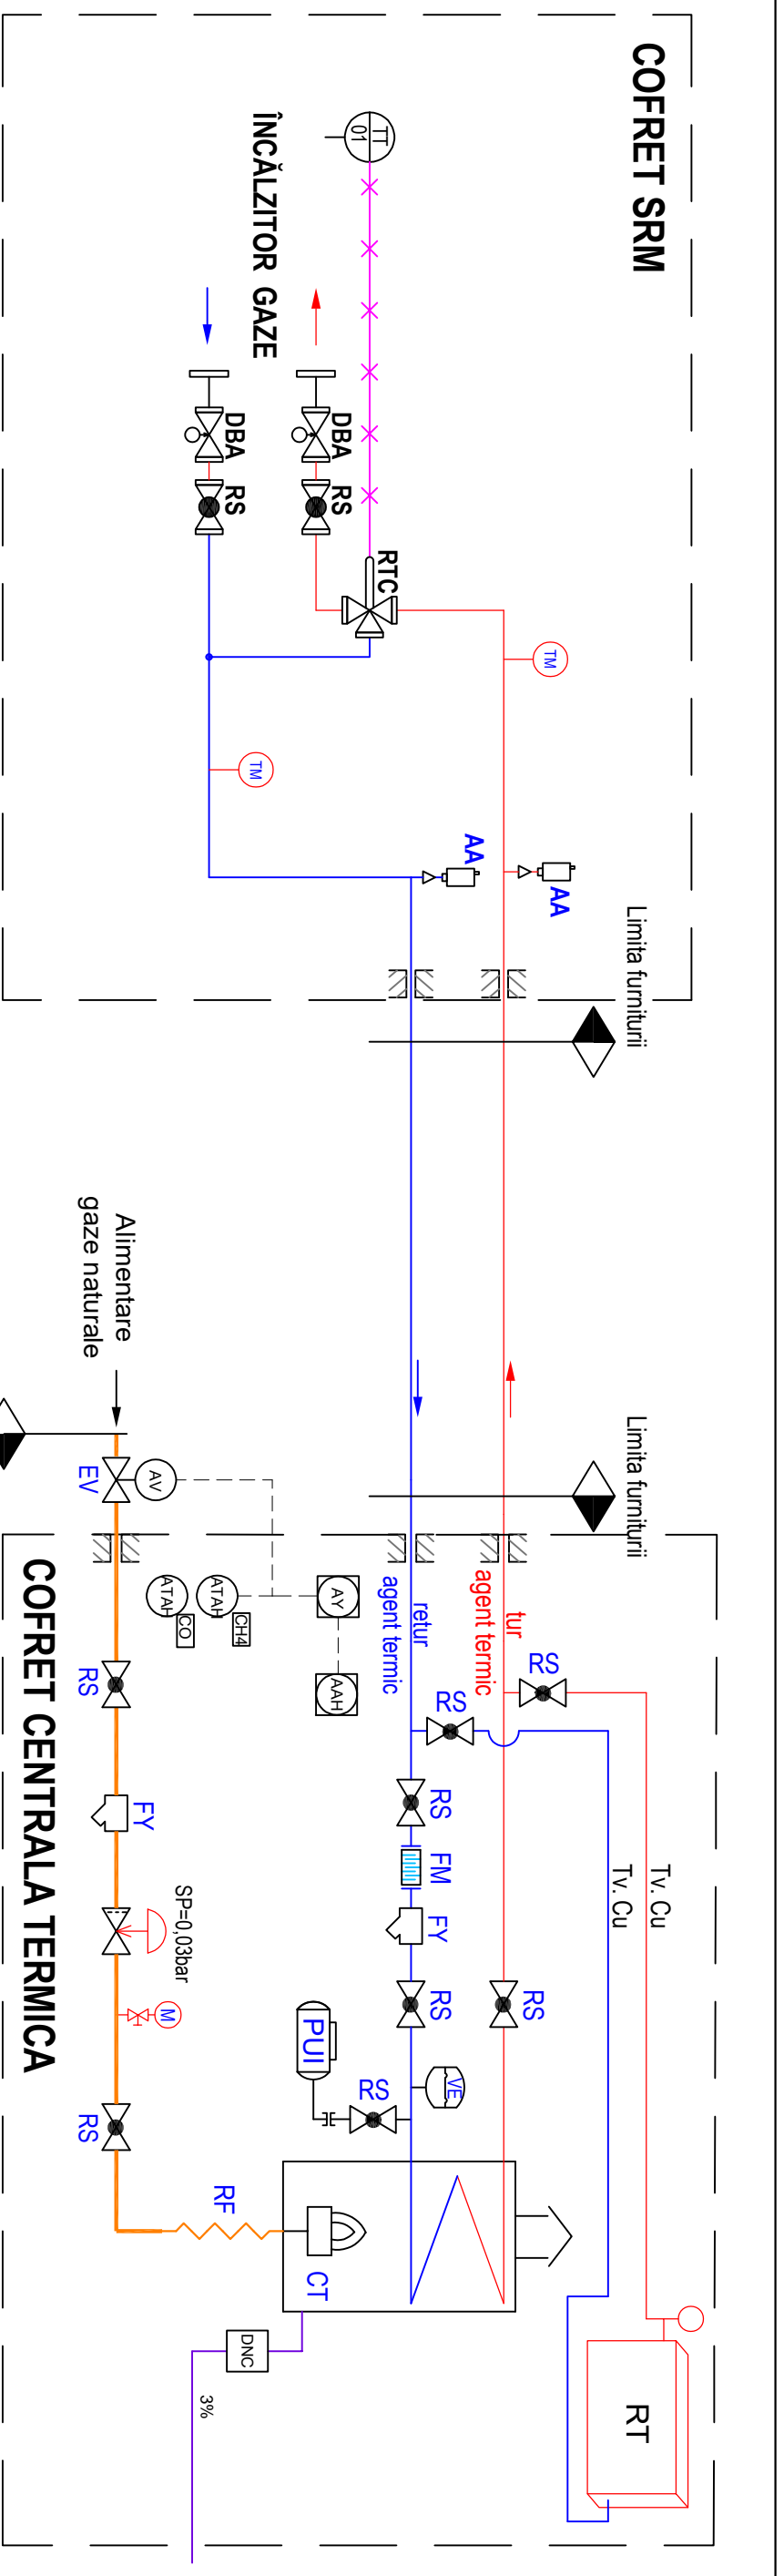 COFRET SRM
TT
01
ÎNCĂLZITOR GAZE
DBA
RS
DBA
RS
RTC
TM
TM
AA
AA
Limita furniturii
Limita furniturii
Alimentare
gaze naturale
EV
AV
ATAH
CO
ATAH
CH4
AY
AAH
tur
agent termic
retur
agent termic
RS
RS
Tv. Cu
Tv. Cu
RS
FM
FY
RS
RS
VE
PUI
RS
RS
FY
SP=0,03bar
M
RS
RF
CT
DNC
3%
RT
COFRET CENTRALA TERMICA